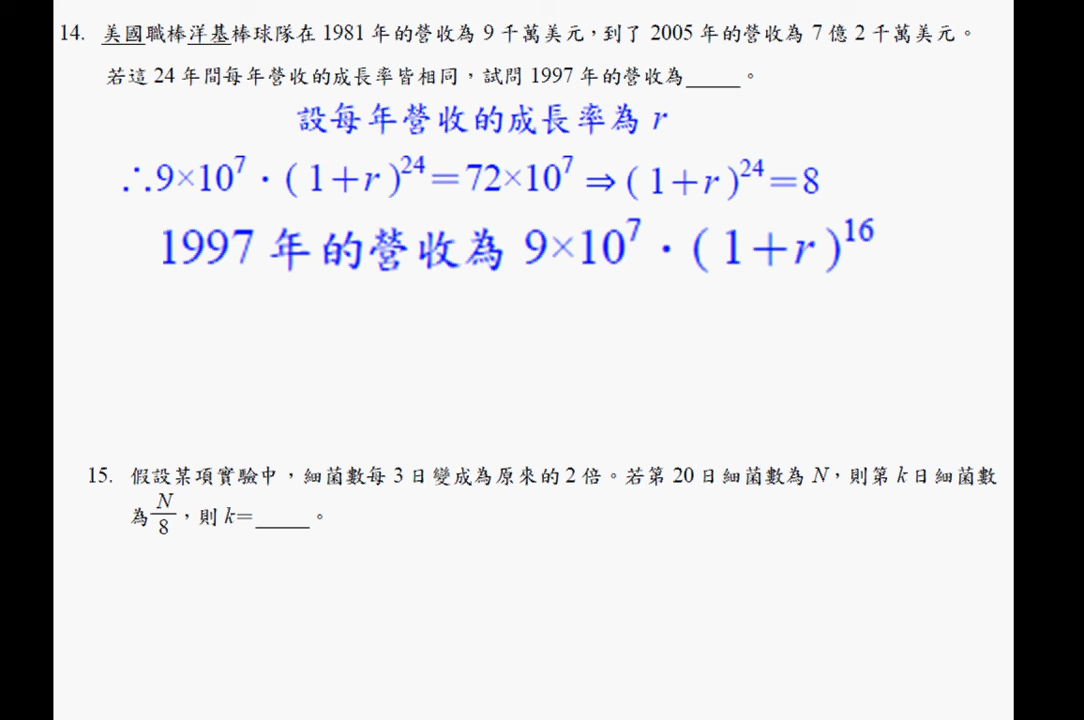 14. 美國職棒洋基棒球隊在 1981 年的營收為 9 千萬美元，到了 2005 年的營收為 7 億 2 千萬美元。
若這 24 年間每年營收的成長率皆相同，試問 1997 年的營收為_____。
設每年營收的成長率為 r
∴9×10⁷·(1+r)²⁴=72×10⁷⇒(1+r)²⁴=8
1997 年的營收為 9×10⁷·(1+r)¹⁶
15. 假設某項實驗中，細菌數每 3 日變成為原來的 2 倍。若第 20 日細菌數為 N，則第 k 日細菌數
為 N/8，則 k=_____。